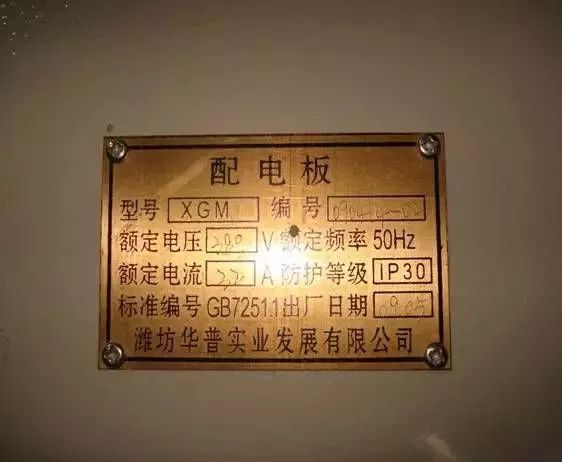 配电板
型号 XGM 编号
额定电压 V 额定频率 50Hz
额定电流 A 防护等级 IP30
标准编号 GB7251.1 出厂日期 09.05
潍坊华普实业发展有限公司